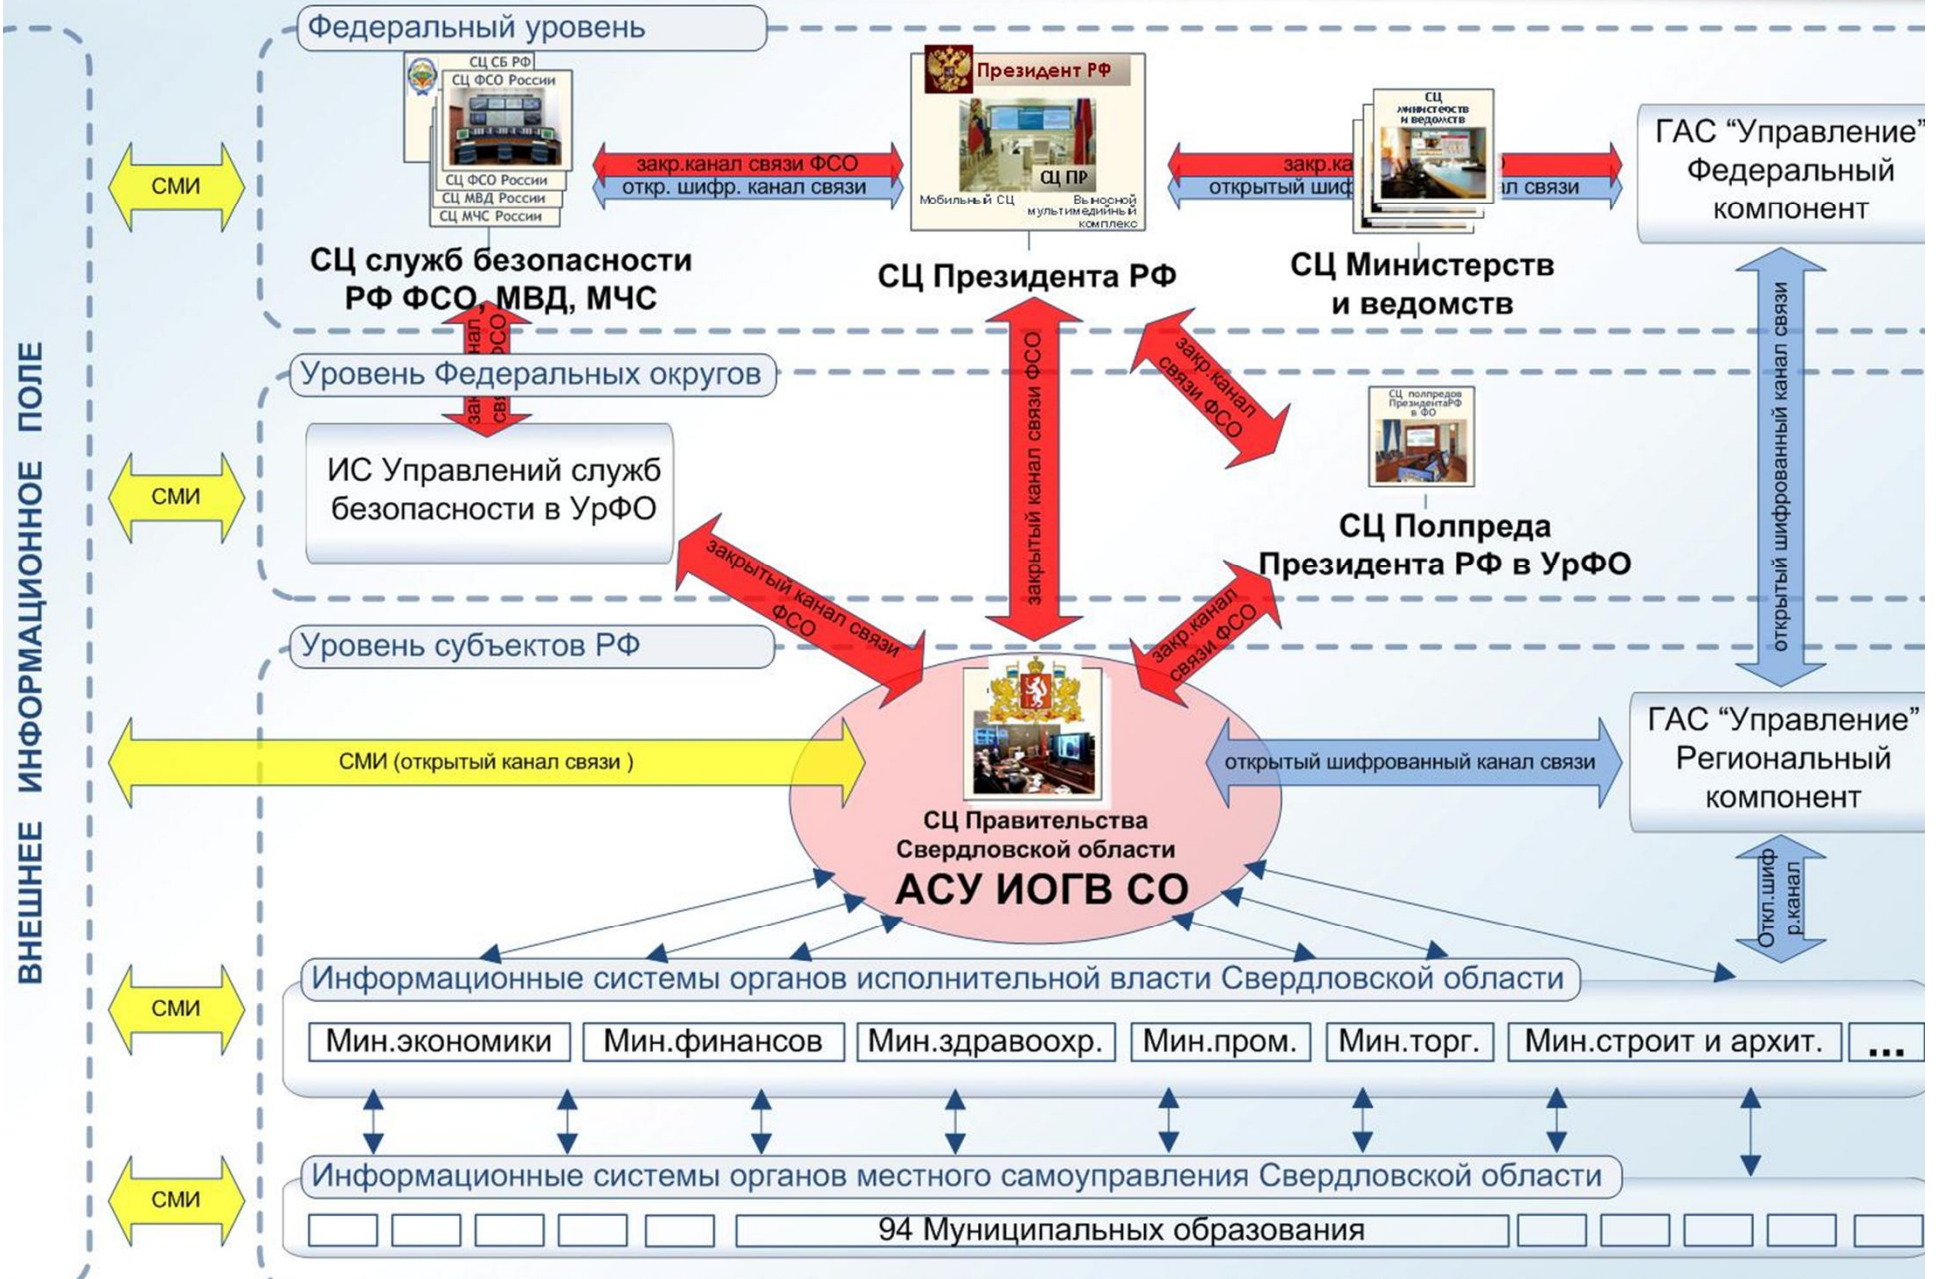 Федеральный уровень
СЦ СБ РФ
СЦ ФСО России
СЦ ФСО России
СЦ МВД России
СЦ МЧС России
СЦ служб безопасности
РФ ФСО, МВД, МЧС
закр.канал связи ФСО
откр. шифр. канал связи
Президент РФ
СЦ ПР
Мобильный СЦ
Выносной
мультимедийный
комплекс
СЦ Президента РФ
закр.ка
открытый шиф
ал связи
СЦ
министерств
и ведомств
СЦ Министерств
и ведомств
ГАС “Управление”
Федеральный
компонент
СМИ
ВНЕШНЕЕ ИНФОРМАЦИОННОЕ ПОЛЕ
Уровень Федеральных округов
ИС Управлений служб
безопасности в УрФО
СМИ
закрытый канал связи
ФСО
закрытый канал связи ФСО
закр.канал
связи ФСО
СЦ полпредов
ПрезидентаРФ
в ФО
СЦ Полпреда
Президента РФ в УрФО
закр.канал
связи ФСО
открытый шифрованный канал связи
Уровень субъектов РФ
СМИ (открытый канал связи )
СЦ Правительства
Свердловской области
АСУ ИОГВ СО
открытый шифрованный канал связи
ГАС “Управление”
Региональный
компонент
Откл.шиф
р.канал
СМИ
Информационные системы органов исполнительной власти Свердловской области
Мин.экономики
Мин.финансов
Мин.здравоохр.
Мин.пром.
Мин.торг.
Мин.строит и архит.
...
СМИ
Информационные системы органов местного самоуправления Свердловской области
94 Муниципальных образования